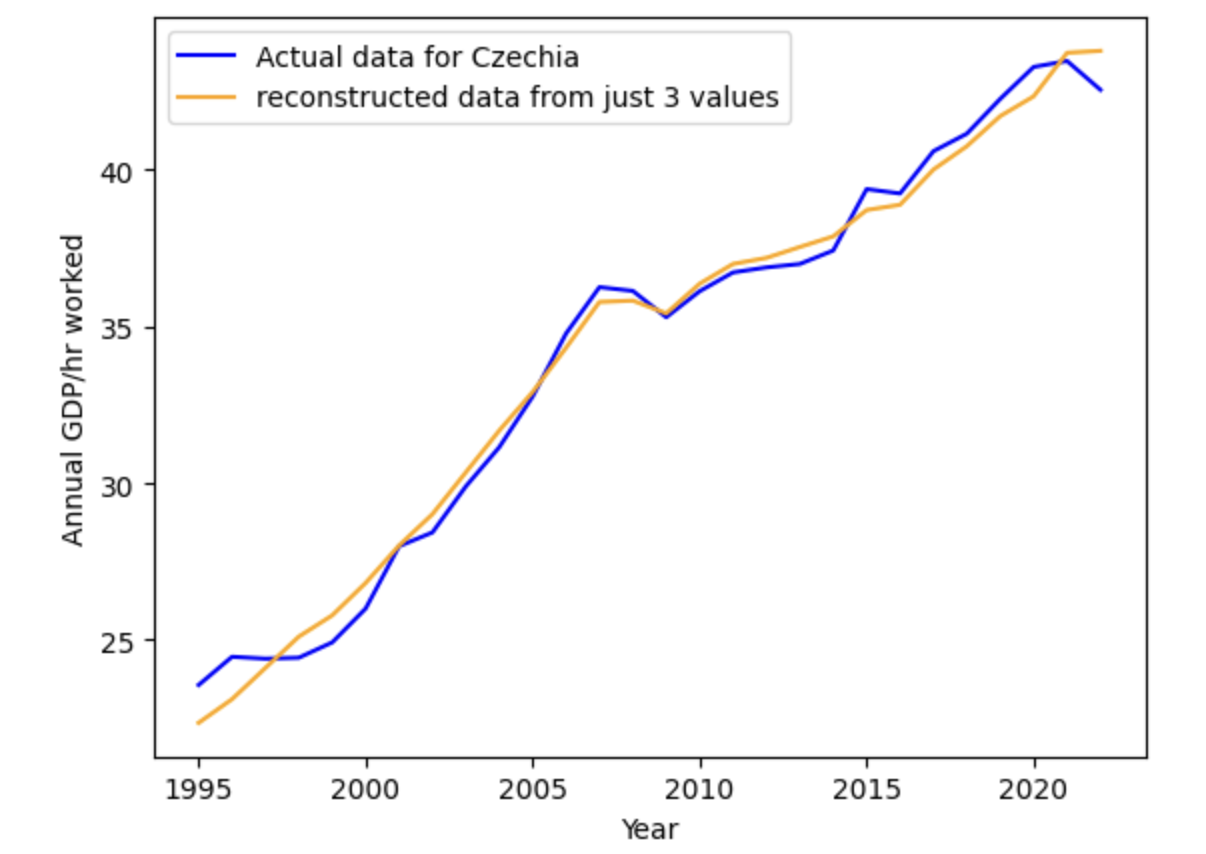 Actual data for Czechia
reconstructed data from just 3 values
Annual GDP/hr worked
40
35
30
25
1995 2000 2005 2010 2015 2020
Year